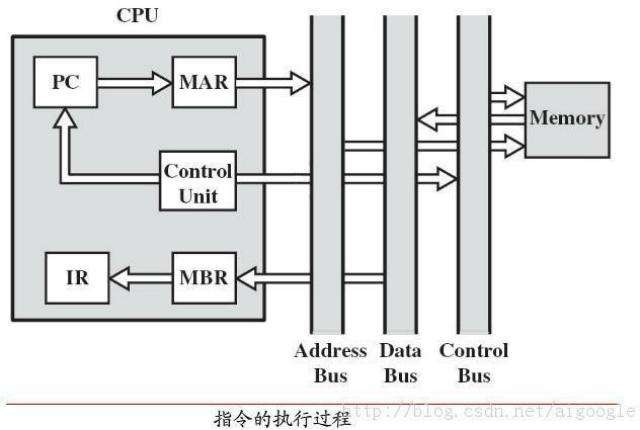 CPU
PC
MAR
Memory
Control
Unit
IR
MBR
Address Data Control
Bus Bus Bus
指令的执行过程
http://blog.csdn.net/aigoogle